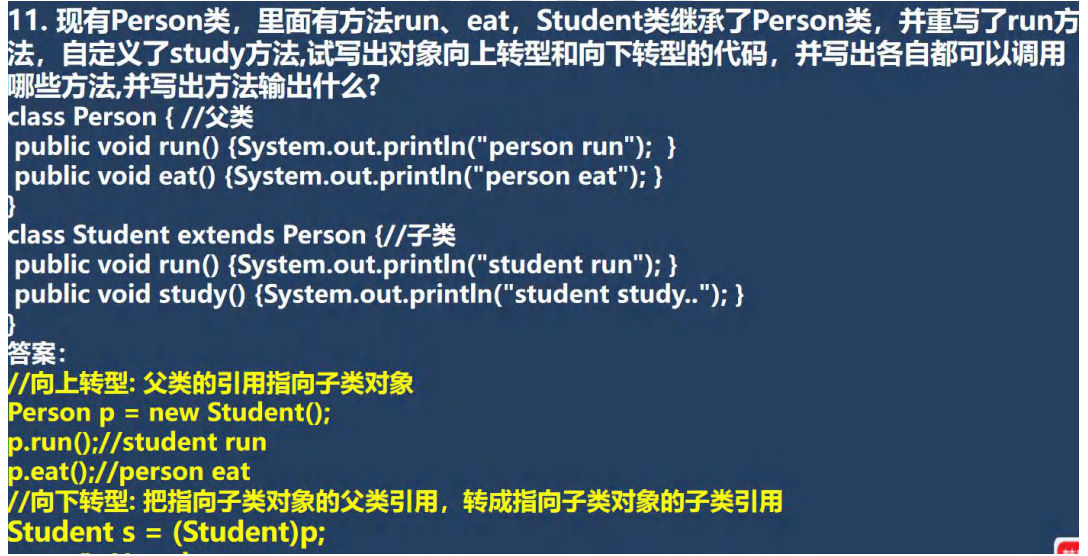 11. 现有Person类，里面有方法run、eat，Student类继承了Person类，并重写了run方
法，自定义了study方法,试写出对象向上转型和向下转型的代码，并写出各自都可以调用
哪些方法,并写出方法输出什么?
class Person { //父类
public void run() {System.out.println("person run"); }
public void eat() {System.out.println("person eat"); }
}
class Student extends Person {//子类
public void run() {System.out.println("student run"); }
public void study() {System.out.println("student study.."); }
}
答案：
//向上转型: 父类的引用指向子类对象
Person p = new Student();
p.run();//student run
p.eat();//person eat
//向下转型: 把指向子类对象的父类引用，转成指向子类对象的子类引用
Student s = (Student)p;